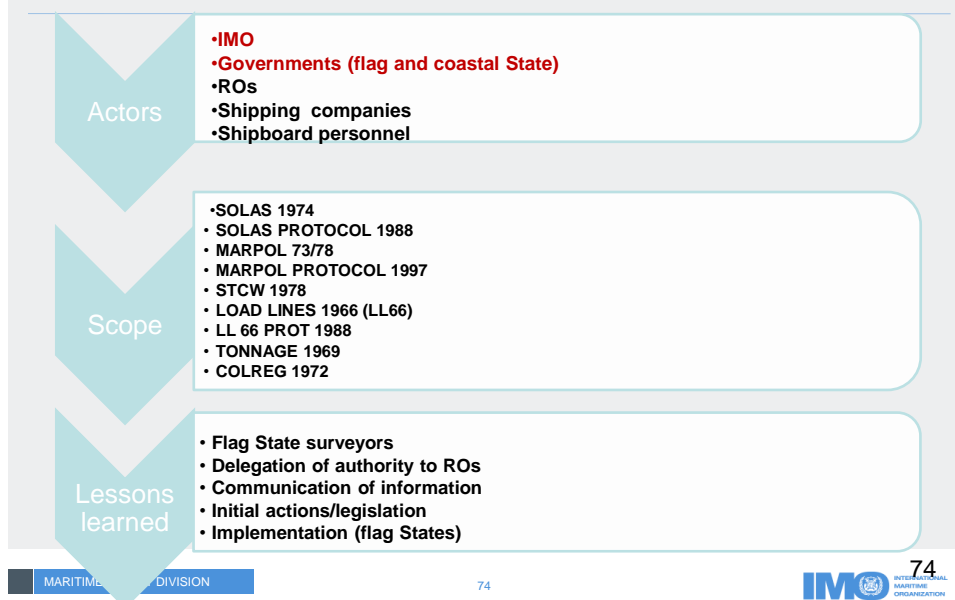 Actors
•IMO
•Governments (flag and coastal State)
•ROs
•Shipping companies
•Shipboard personnel
Scope
•SOLAS 1974
• SOLAS PROTOCOL 1988
• MARPOL 73/78
• MARPOL PROTOCOL 1997
• STCW 1978
• LOAD LINES 1966 (LL66)
• LL 66 PROT 1988
• TONNAGE 1969
• COLREG 1972
Lessons
learned
• Flag State surveyors
• Delegation of authority to ROs
• Communication of information
• Initial actions/legislation
• Implementation (flag States)
DIVISION
74
74
IMO
INTERNATIONAL
MARITIME
ORGANIZATION